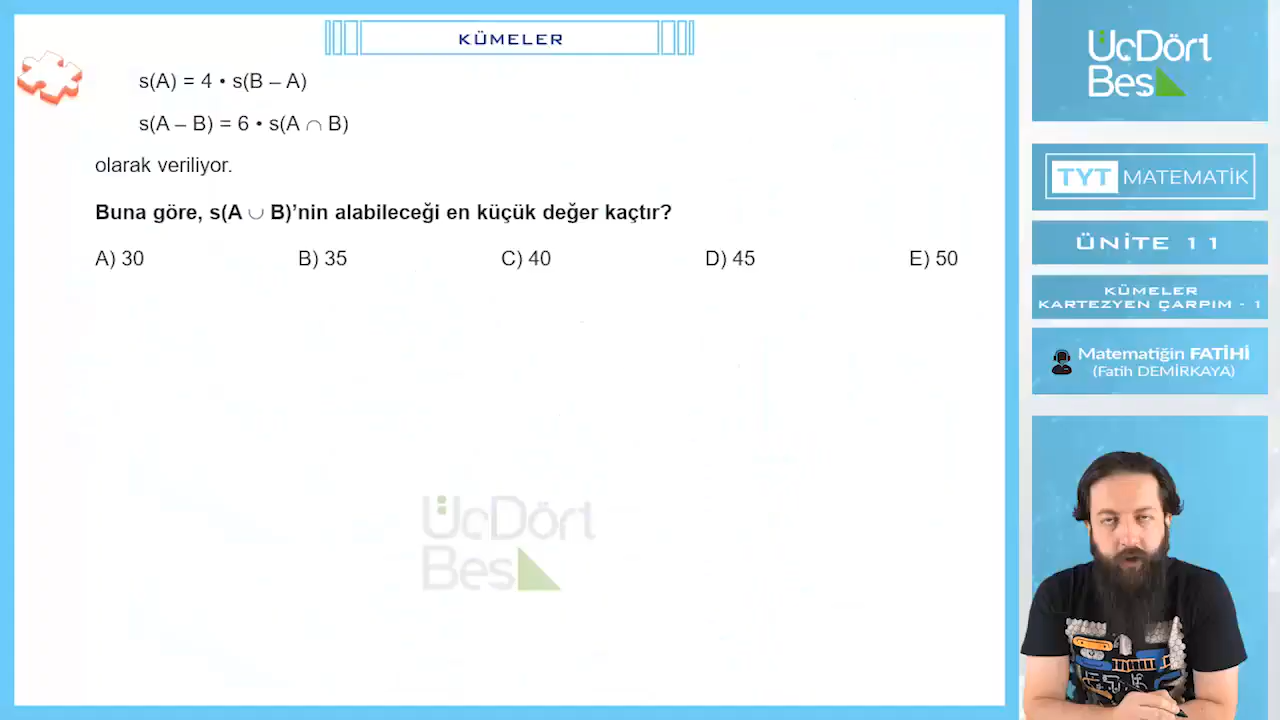 KÜMELER
s(A) = 4 • s(B – A)
s(A – B) = 6 • s(A ∩ B)
olarak veriliyor.
Buna göre, s(A ∪ B)’nin alabileceği en küçük değer kaçtır?
A) 30 B) 35 C) 40 D) 45 E) 50
ÜçDört
Beş
ÜçDört
Beş
TYT MATEMATİK
ÜNİTE 11
KÜMELER
KARTEZYEN ÇARPIM - 1
Matematiğin FATİHİ
(Fatih DEMİRKAYA)